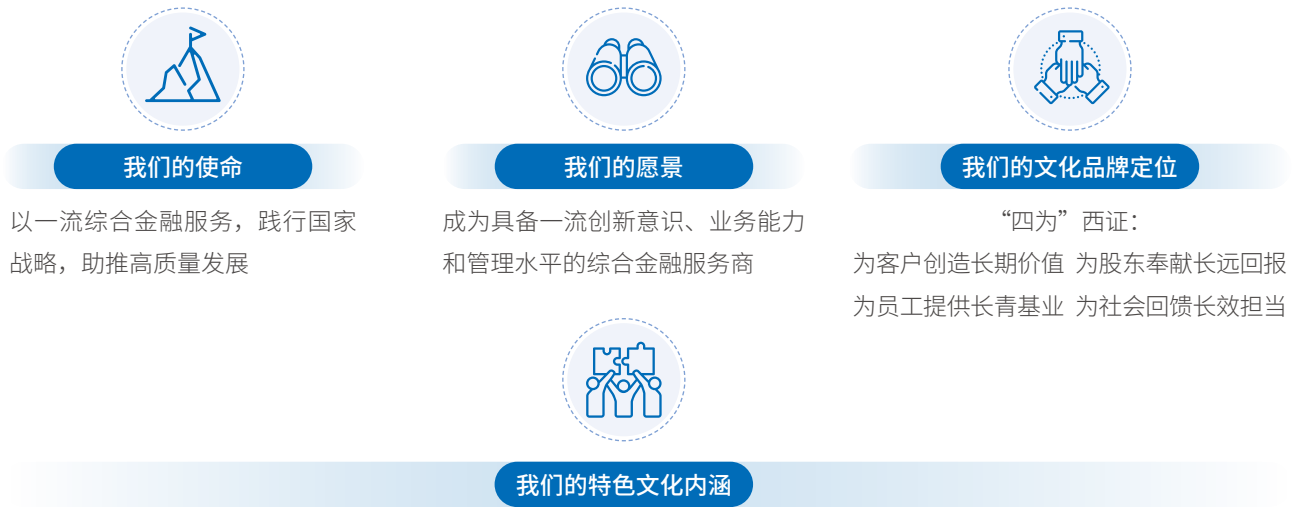 我们的使命
以一流综合金融服务，践行国家
战略，助推高质量发展
我们的愿景
成为具备一流创新意识、业务能力
和管理水平的综合金融服务商
我们的文化品牌定位
“四为”西证：
为客户创造长期价值 为股东奉献长远回报
为员工提供长青基业 为社会回馈长效担当
我们的特色文化内涵